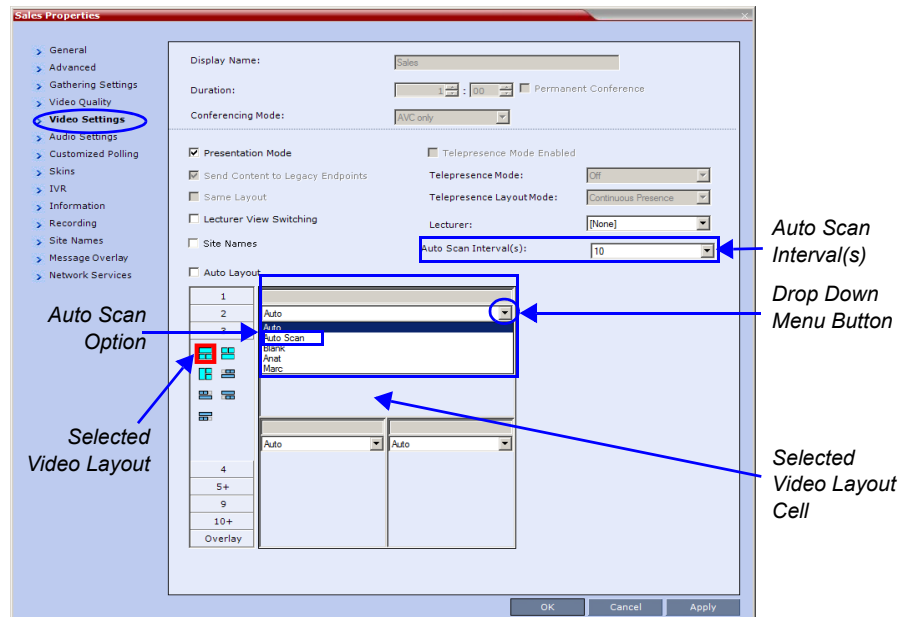 Sales Properties
General
Advanced
Gathering Settings
Video Quality
Video Settings
Audio Settings
Customized Polling
Skins
IVR
Information
Recording
Site Names
Message Overlay
Network Services
Display Name:
Sales
Duration:
1 : 00
Permanent Conference
Conferencing Mode:
AVC only
Presentation Mode
Telepresence Mode Enabled
Send Content to Legacy Endpoints
Telepresence Mode:
Off
Same Layout
Telepresence Layout Mode:
Continuous Presence
Lecturer View Switching
Lecturer:
[None]
Site Names
Auto Scan Interval(s):
10
Auto Layout
1
2
3
Auto
Auto
Auto Scan
Blank
Anat
Marc
Auto
Auto
4
5+
9
10+
Overlay
OK
Cancel
Apply
Auto Scan
Option
Selected
Video Layout
Auto Scan
Interval(s)
Drop Down
Menu Button
Selected
Video Layout
Cell